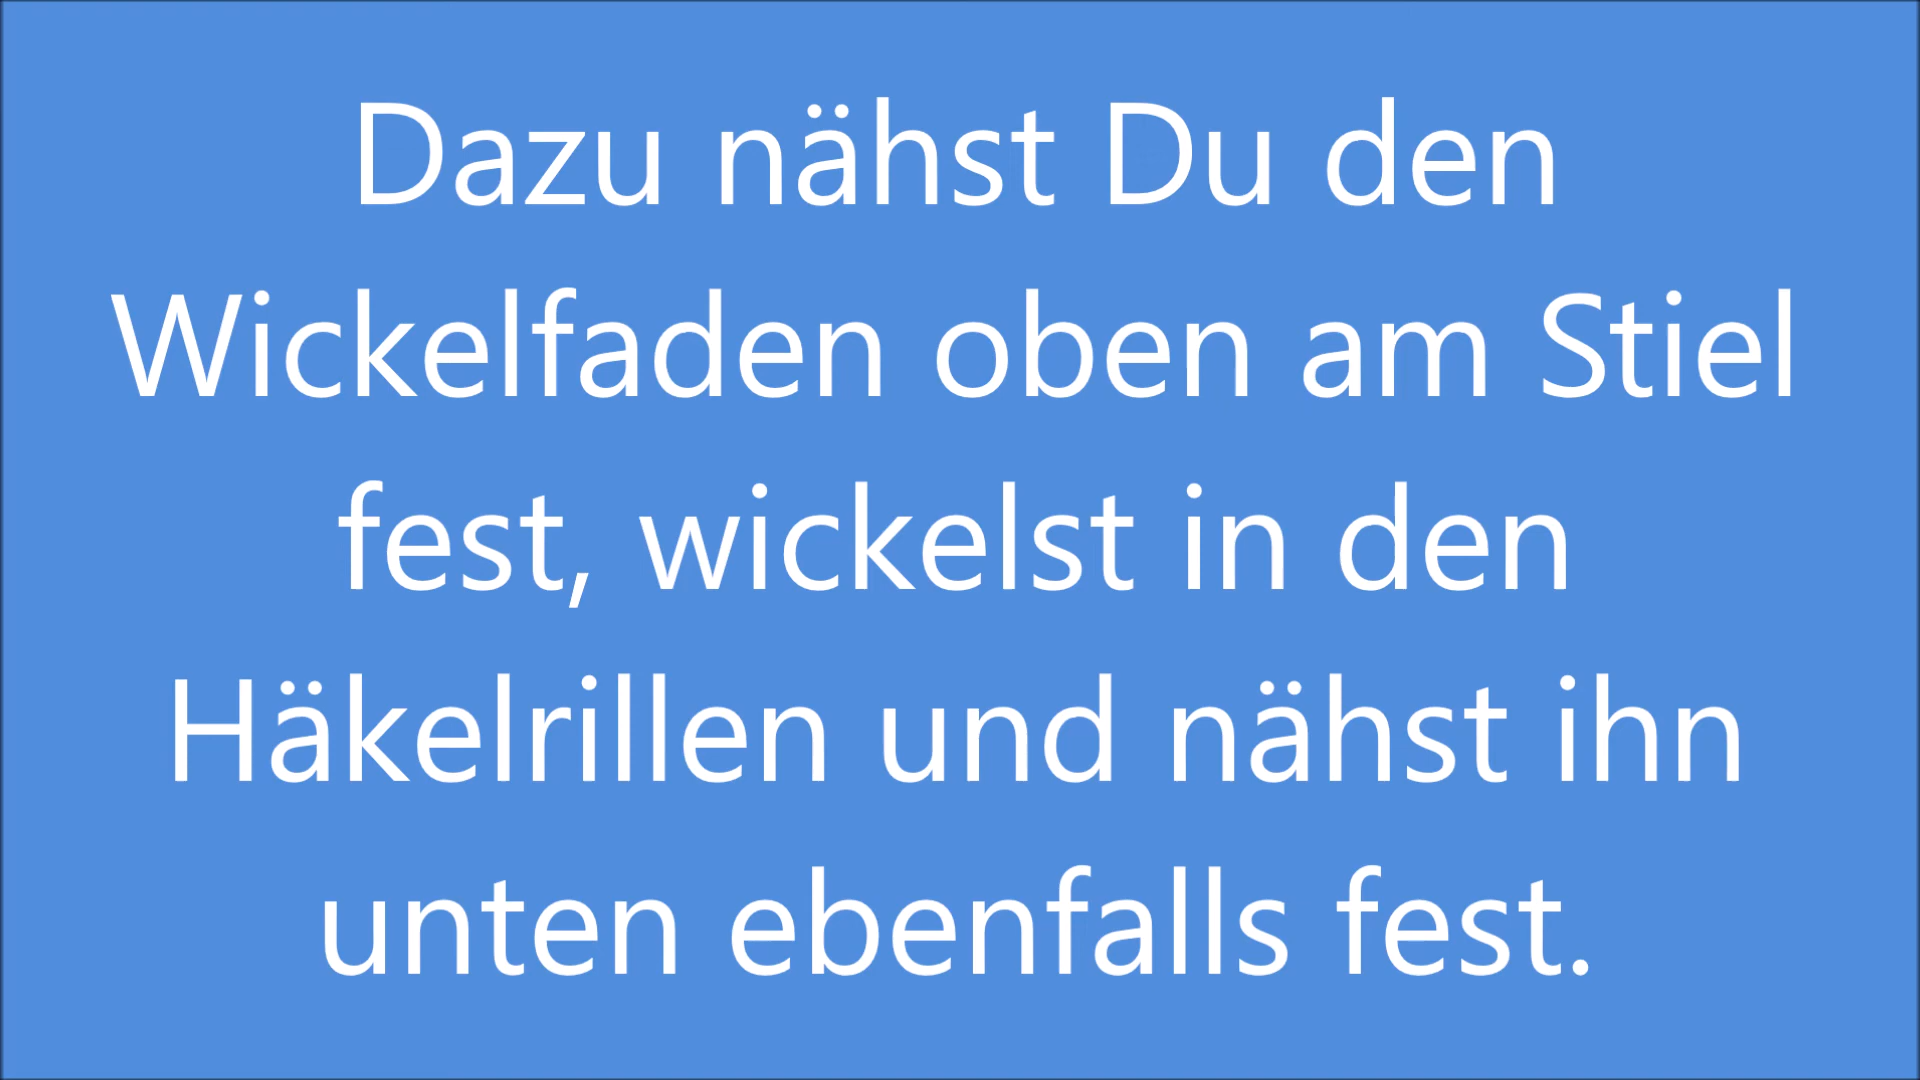 Dazu nähst Du den
Wickelfaden oben am Stiel
fest, wickelst in den
Häkelrillen und nähst ihn
unten ebenfalls fest.